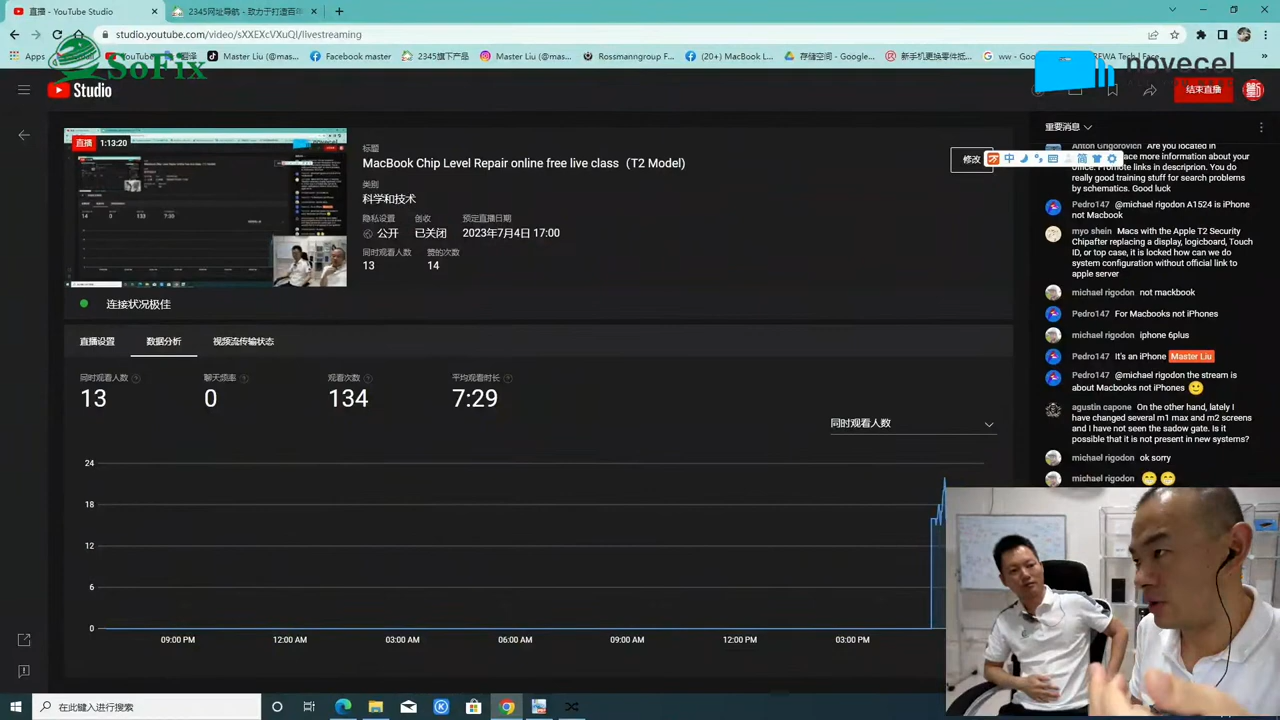 直播 - YouTube Studio
2345网址导航 - 致力于打造百年
studio.youtube.com/video/sXXEXcVXuQI/livestreaming
Apps
YouTube
Master Liu (@mas...
Facebook master
2345旗下产品
Instagram Master Liu (@mas...
Rossmanngroup F...
(20+) MacBook L...
存储空间 - Google...
新手机更换零件抵...
ww - Google
REWA Tech| Face...
SoFix
novecel
Studio
结束直播
直播
1:13:20
标题
MacBook Chip Level Repair online free live class（T2 Model)
修改
类别
科学和技术
隐私设置
创收
公开
已关闭
2023年7月4日 17:00
同时观看人数
赞的次数
13
14
连接状况极佳
直播设置
数据分析
视频流传输状态
同时观看人数
聊天频率
观看次数
平均观看时长
13
0
134
7:29
同时观看人数
24
18
12
6
0
09:00 PM
12:00 AM
03:00 AM
06:00 AM
09:00 AM
12:00 PM
03:00 PM
重要消息
中
简
Anton Grigorovich Are you located in
more information about your
office. Promote links in descriprion. You do
really good training stuff for search problems
by schematics. Good luck
Pedro147 @michael rigodon A1524 is iPhone
not Macbook
myo shein Macs with the Apple T2 Security
Chipafter replacing a display, logicboard, Touch
ID, or top case, it is locked how can we do
system configuration without official link to
apple server
michael rigodon not mackbook
Pedro147 For Macbooks not iPhones
michael rigodon iphone 6plus
Pedro147 It's an iPhone Master Liu
Pedro147 @michael rigodon the stream is
about Macbooks not iPhones
agustin capone On the other hand, lately I
have changed several m1 max and m2 screens
and I have not seen the sadow gate. Is it
possible that it is not present in new systems?
michael rigodon ok sorry
michael rigodon
在此键入进行搜索